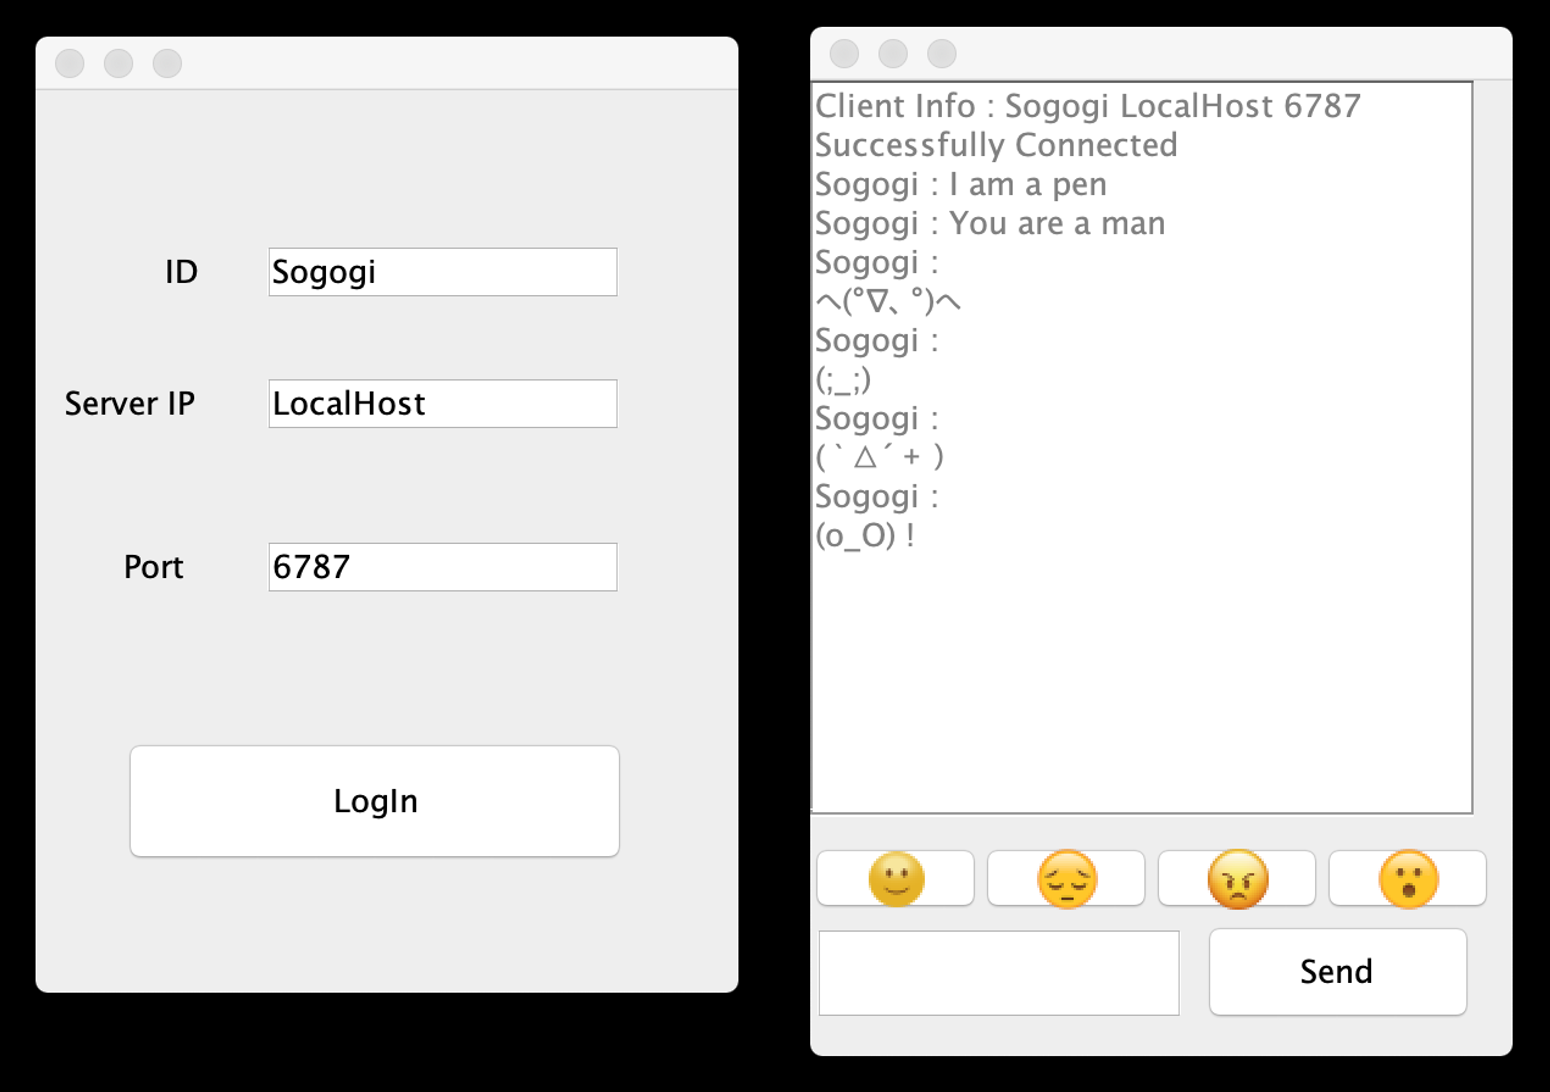 ID
Sogogi
Server IP
LocalHost
Port
6787
LogIn
Client Info : Sogogi LocalHost 6787
Successfully Connected
Sogogi : I am a pen
Sogogi : You are a man
Sogogi :
ヘ(°∇、°)ヘ
Sogogi :
(;_;)
Sogogi :
( ` △ ´ + )
Sogogi :
(o_O) !
Send